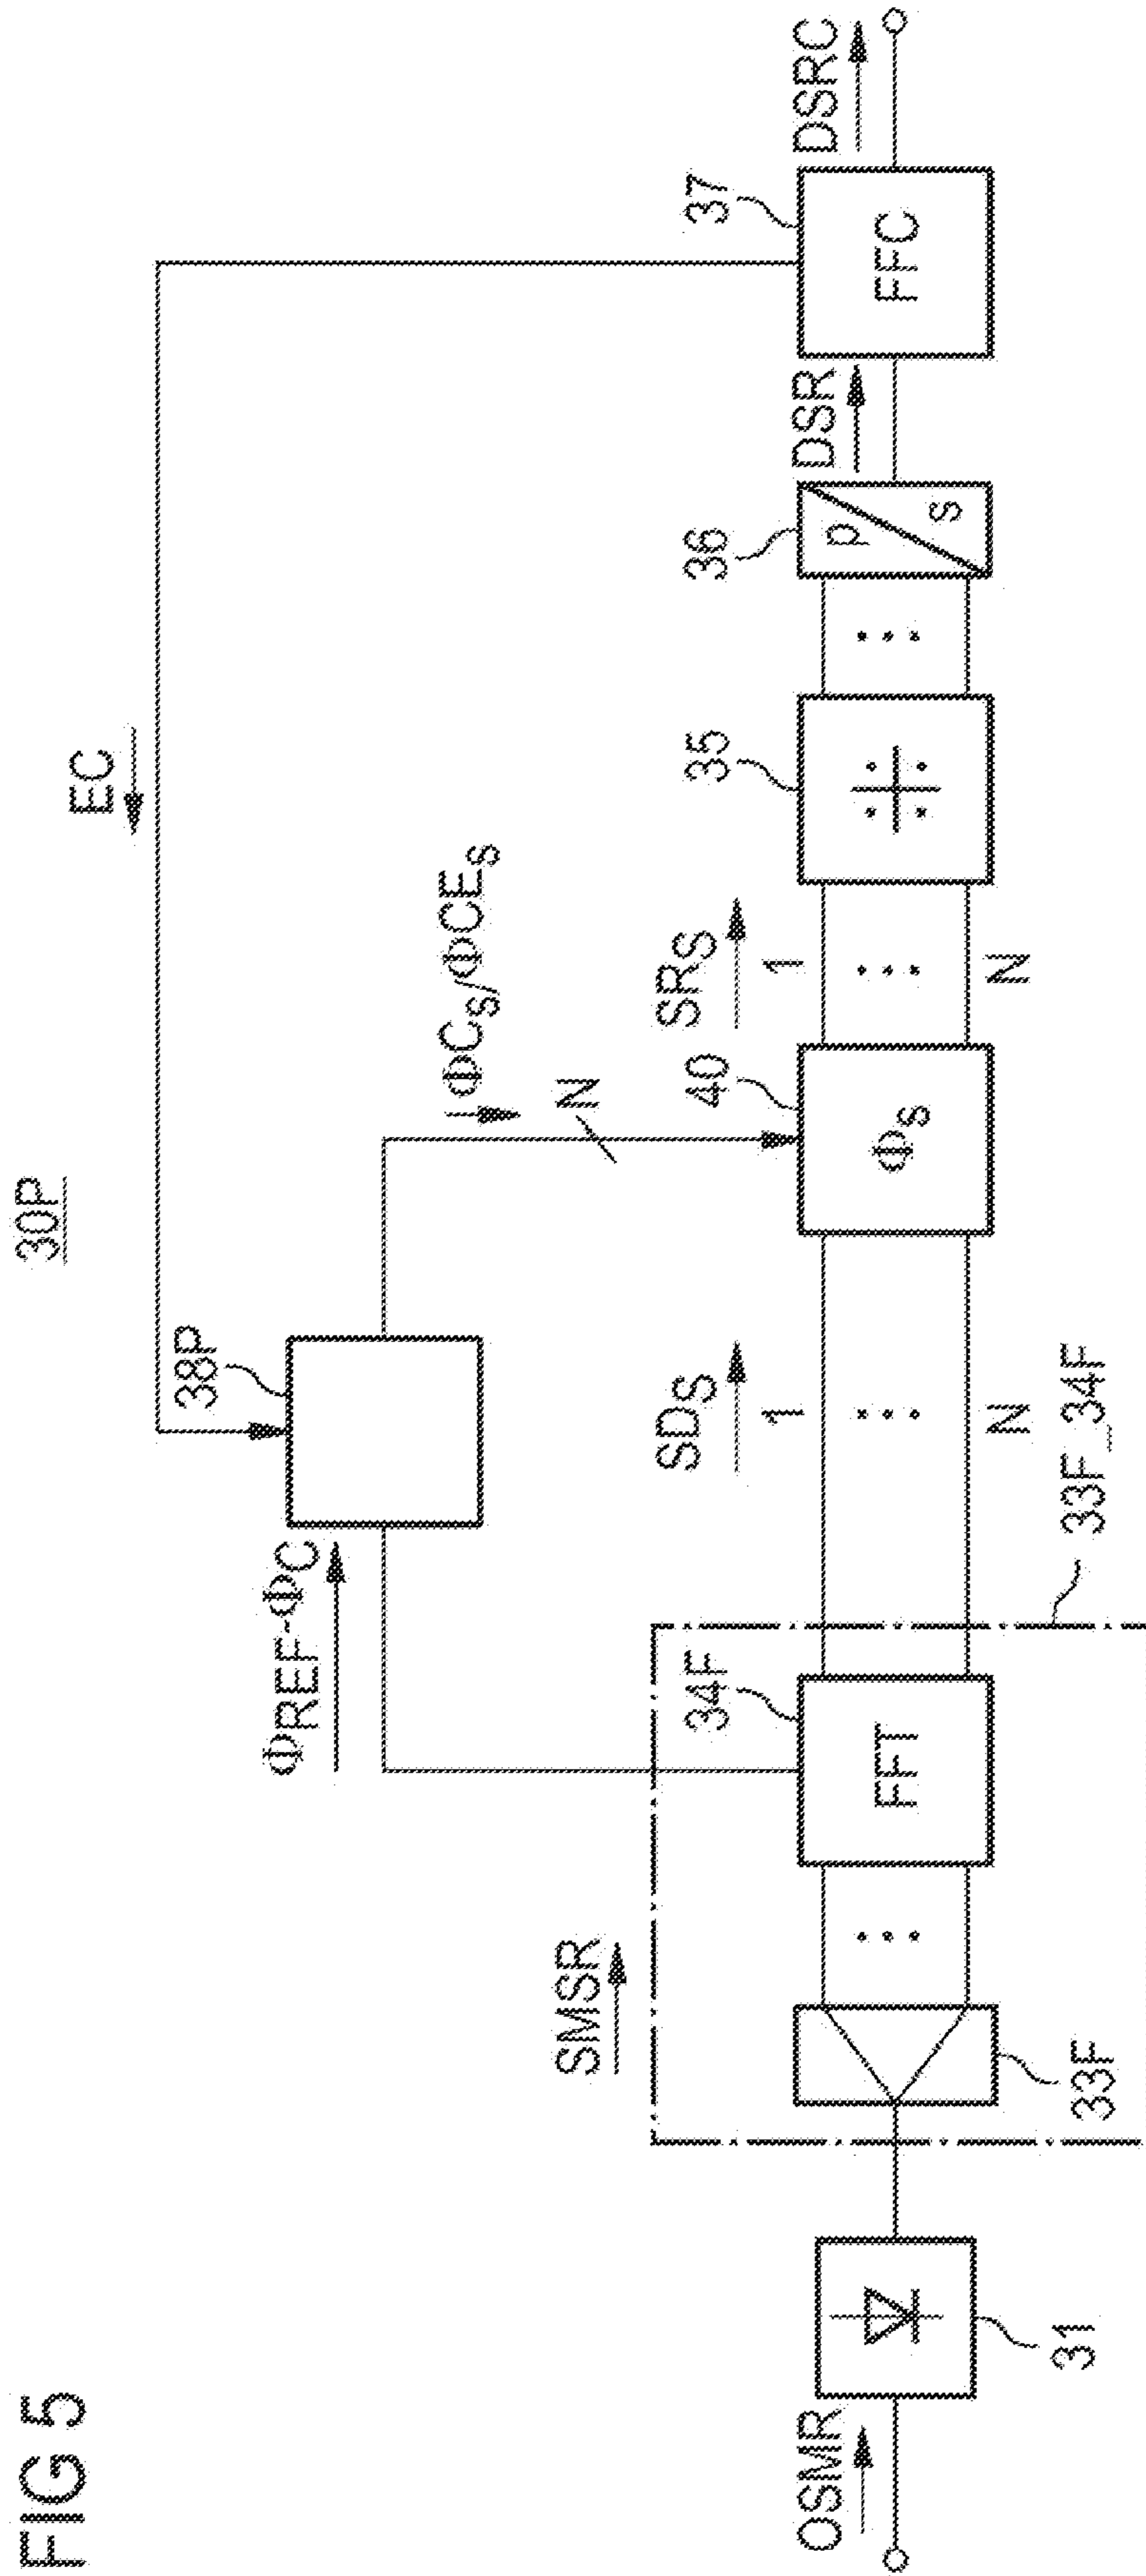 FIG 5
30P
EC
ΦREF-ΦC
38P
ΦCs/ΦCEs
N
OSMR
31
SMSR
33F
FFT
34F
33F_34F
SDS
1
N
Φs
40
SRS
1
N
35
36
p
s
DSR
FFC
37
DSRC